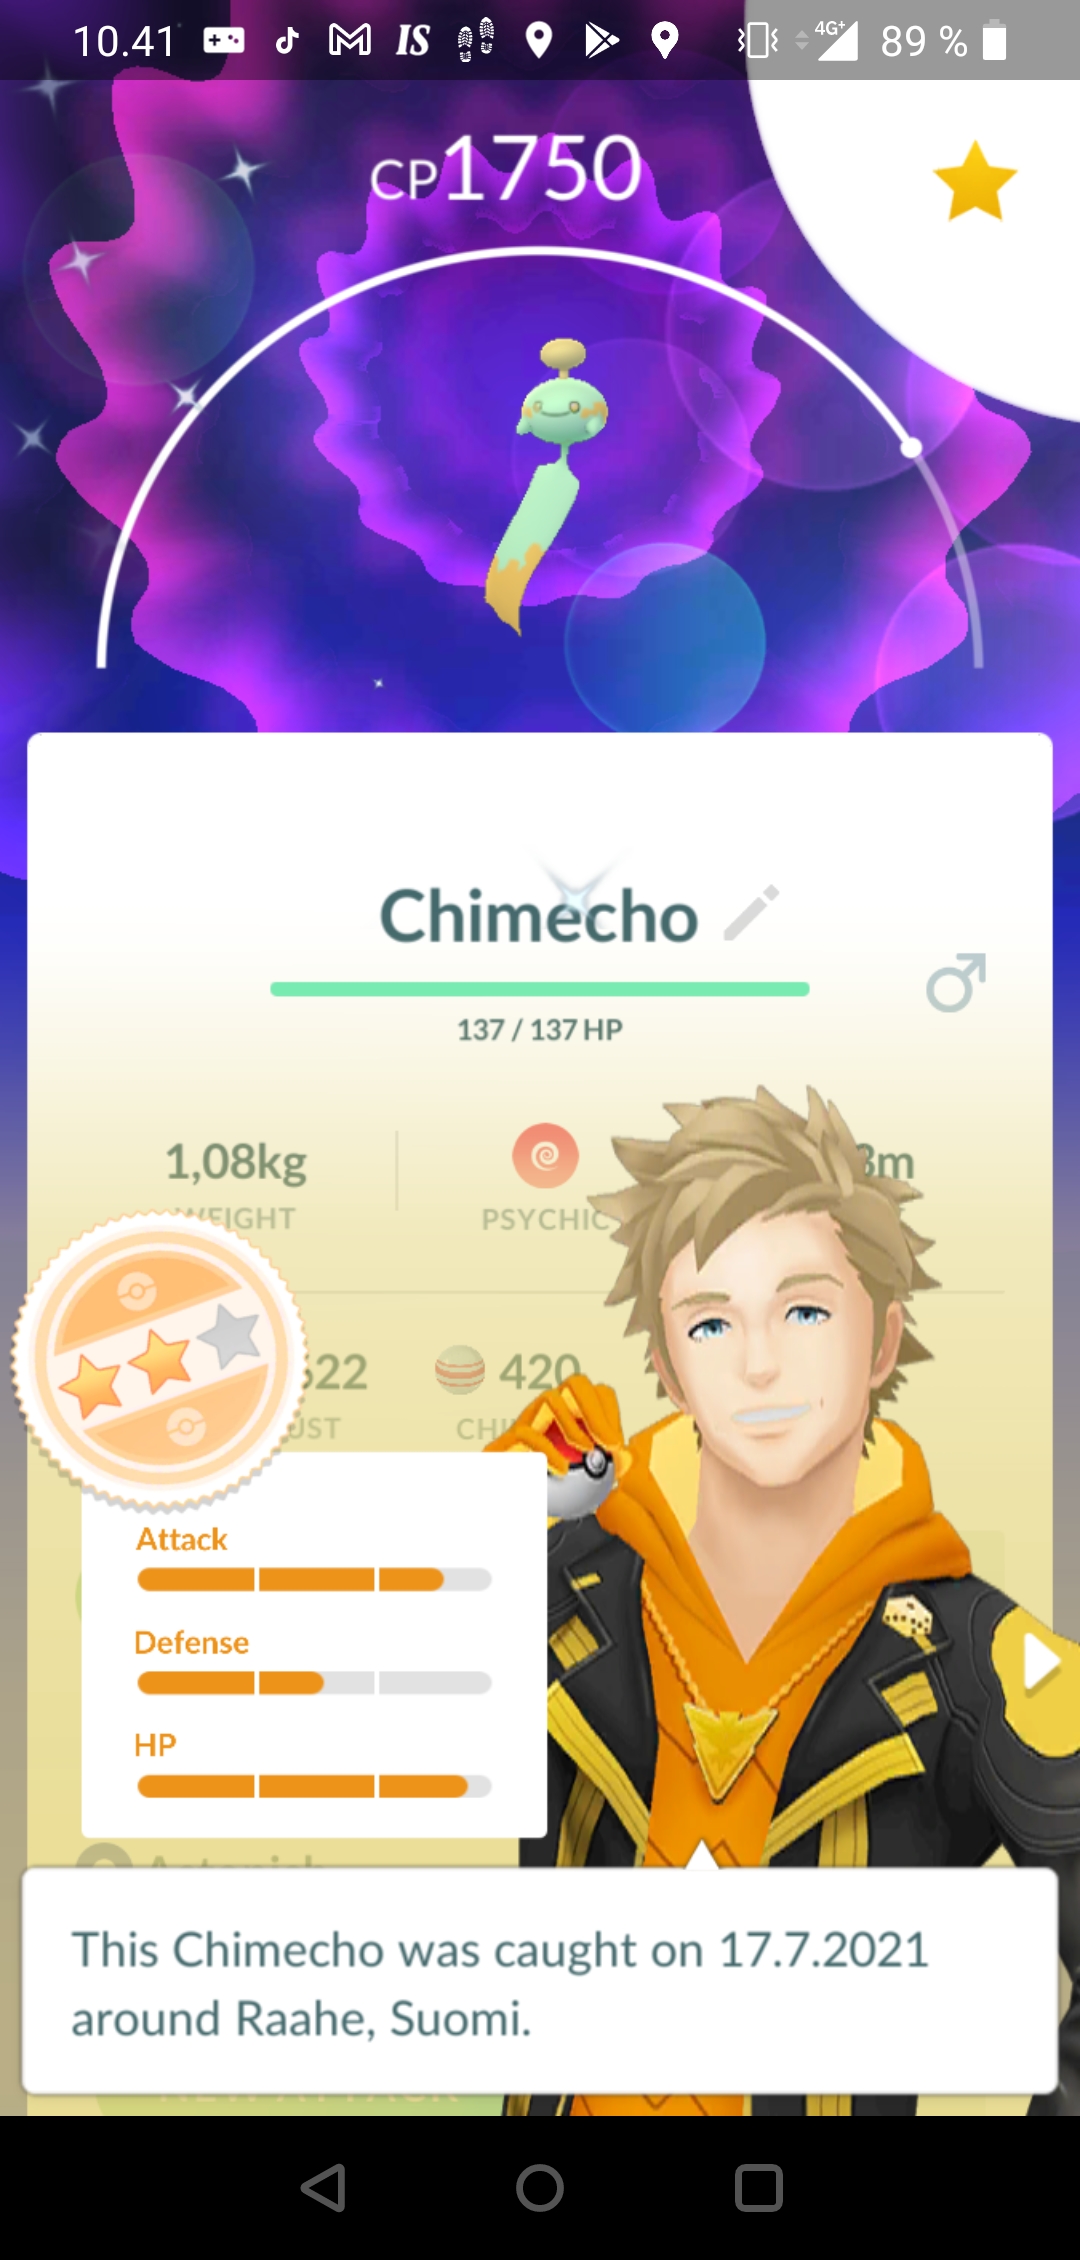 10.41 IS 4G+ 89 %
CP1750
Chimecho
137 / 137 HP
1,08kg
PSYCHIC
420
Attack
Defense
HP
This Chimecho was caught on 17.7.2021
around Raahe, Suomi.